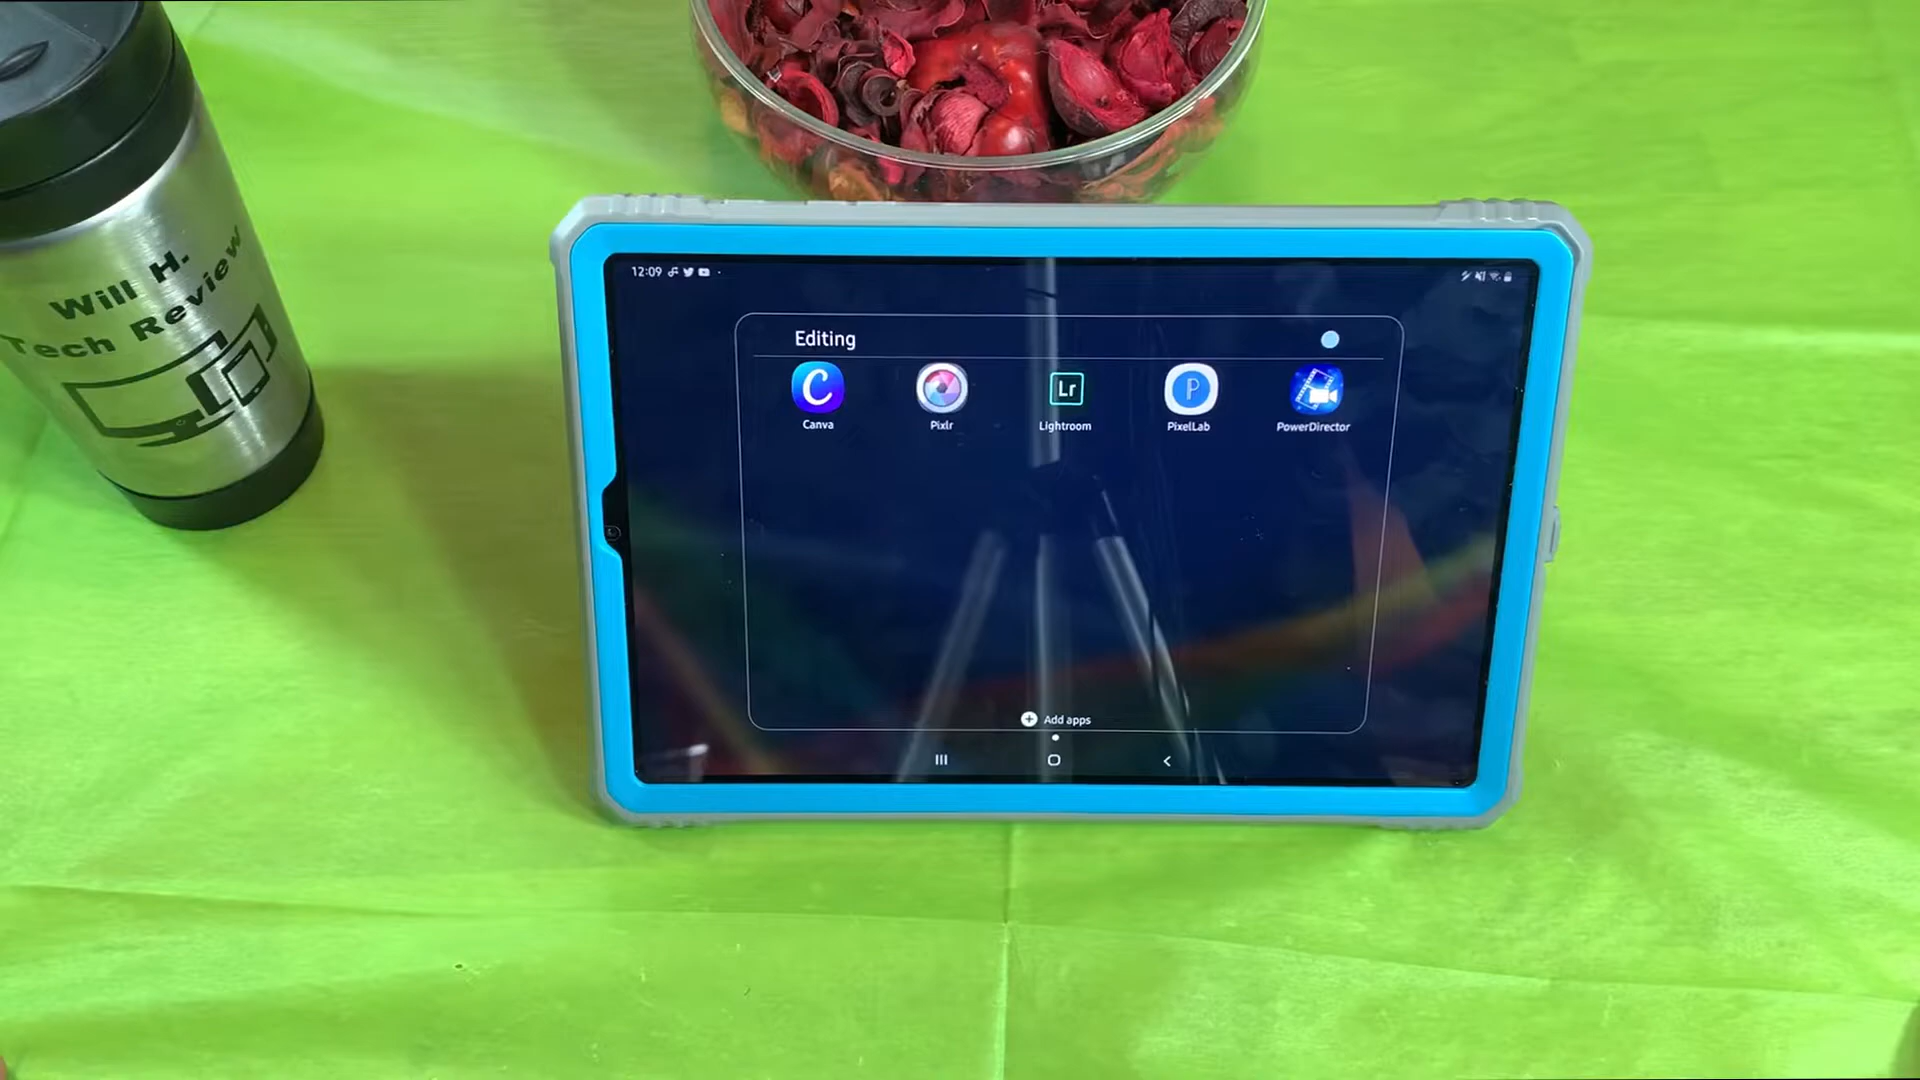 Will H.
Tech Review
12:09
Editing
Canva
Pixlr
Lr
Lightroom
P
PixelLab
PowerDirector
Add apps